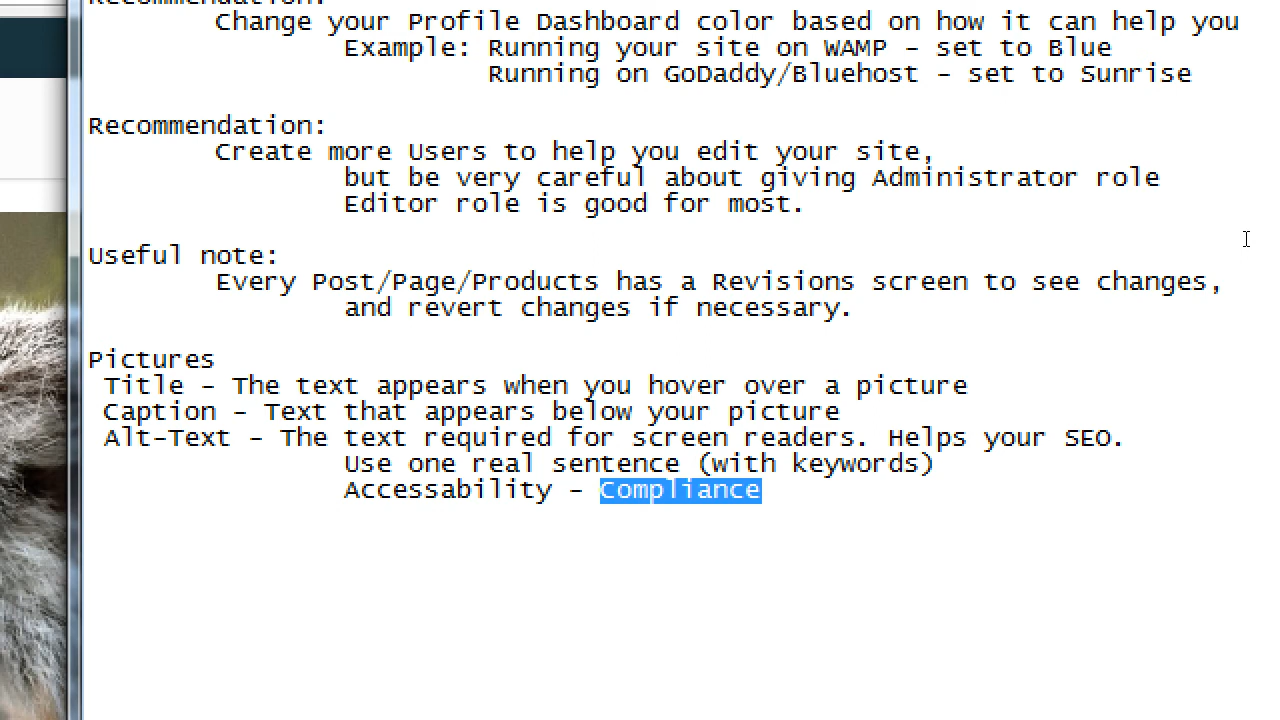 Recommendation:
Change your Profile Dashboard color based on how it can help you
Example: Running your site on WAMP – set to Blue
Running on GoDaddy/Bluehost – set to Sunrise
Recommendation:
Create more Users to help you edit your site,
but be very careful about giving Administrator role
Editor role is good for most.
Useful note:
Every Post/Page/Products has a Revisions screen to see changes,
and revert changes if necessary.
Pictures
Title – The text appears when you hover over a picture
Caption – Text that appears below your picture
Alt-Text – The text required for screen readers. Helps your SEO.
Use one real sentence (with keywords)
Accessability – Compliance